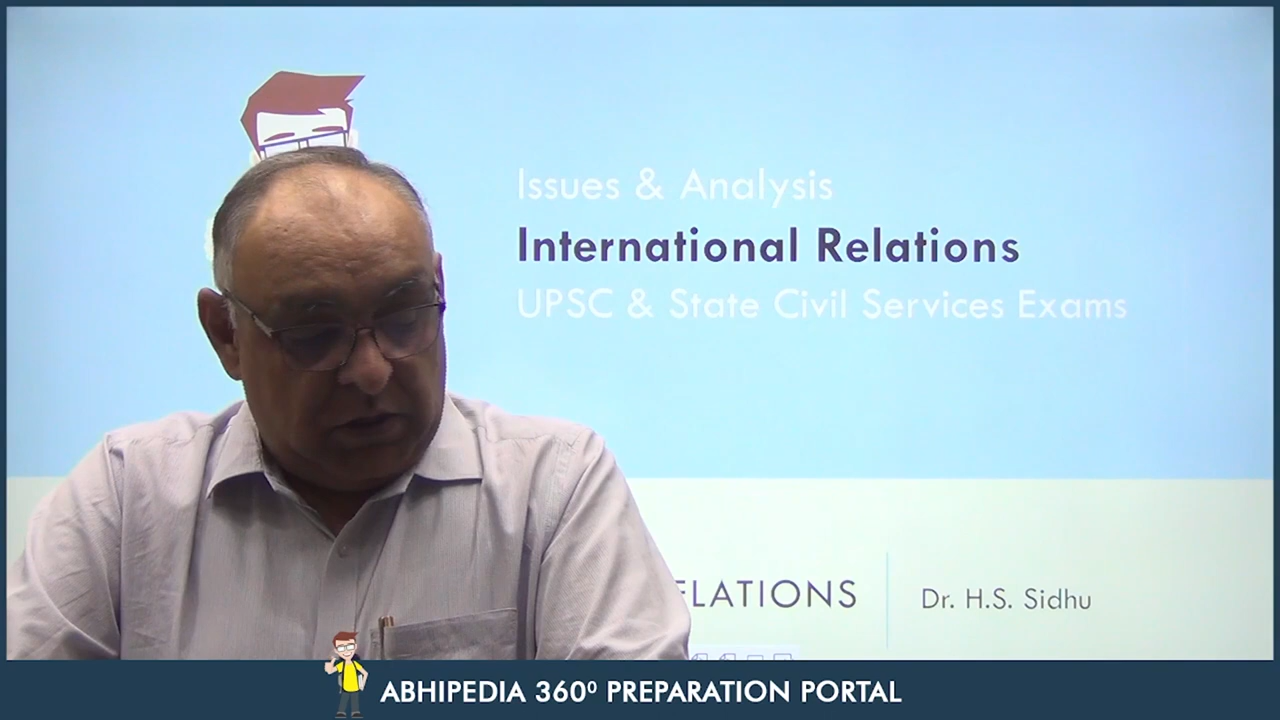 Issues & Analysis
International Relations
UPSC & State Civil Services Exams
ELATIONS
Dr. H.S. Sidhu
ABHIPEDIA 360⁰ PREPARATION PORTAL